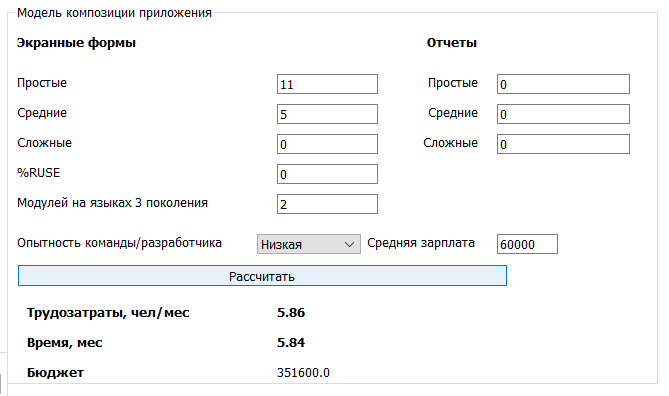 Модель композиции приложения
Экранные формы Отчеты
Простые 11 Простые 0
Средние 5 Средние 0
Сложные 0 Сложные 0
%RUSE 0
Модулей на языках 3 поколения 2
Опытность команды/разработчика Низкая Средняя зарплата 60000
Рассчитать
Трудозатраты, чел/мес 5.86
Время, мес 5.84
Бюджет 351600.0